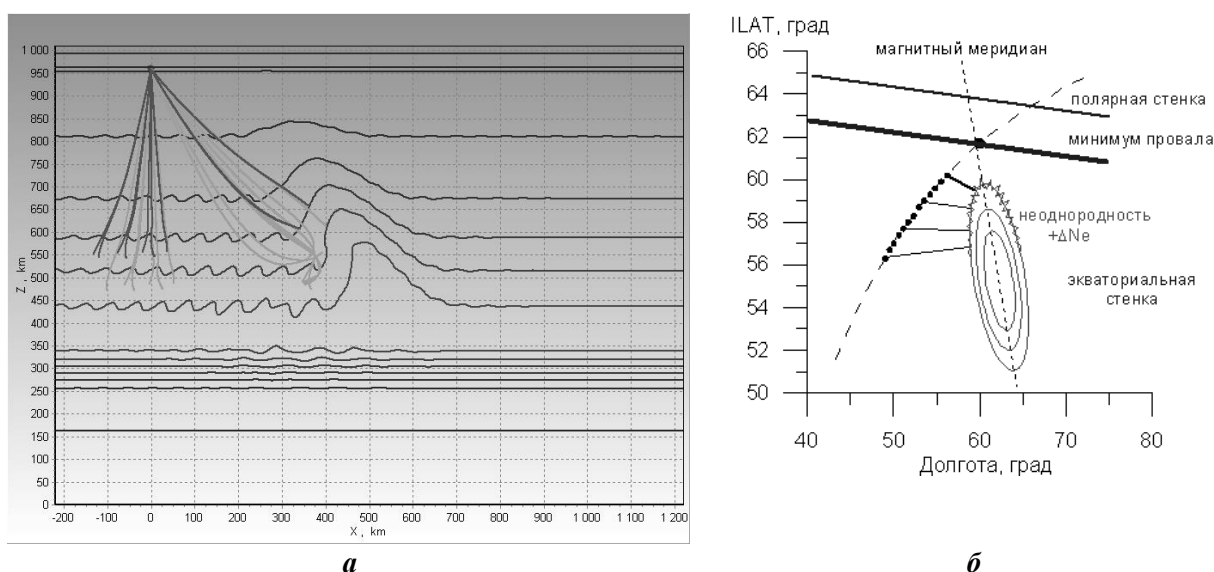 1 000
950
900
850
800
750
700
650
600
550
500
450
400
350
300
250
200
150
100
50
0
Z , km
-200 -100 0 100 200 300 400 500 600 700 800 900 1 000 1 100 1 200
X , km
а
ILAT, град
66
64
62
60
58
56
54
52
50
магнитный меридиан
полярная стенка
минимум провала
неоднородность
+ΔNe
экваториальная
стенка
40 50 60 70 80
Долгота, град
б